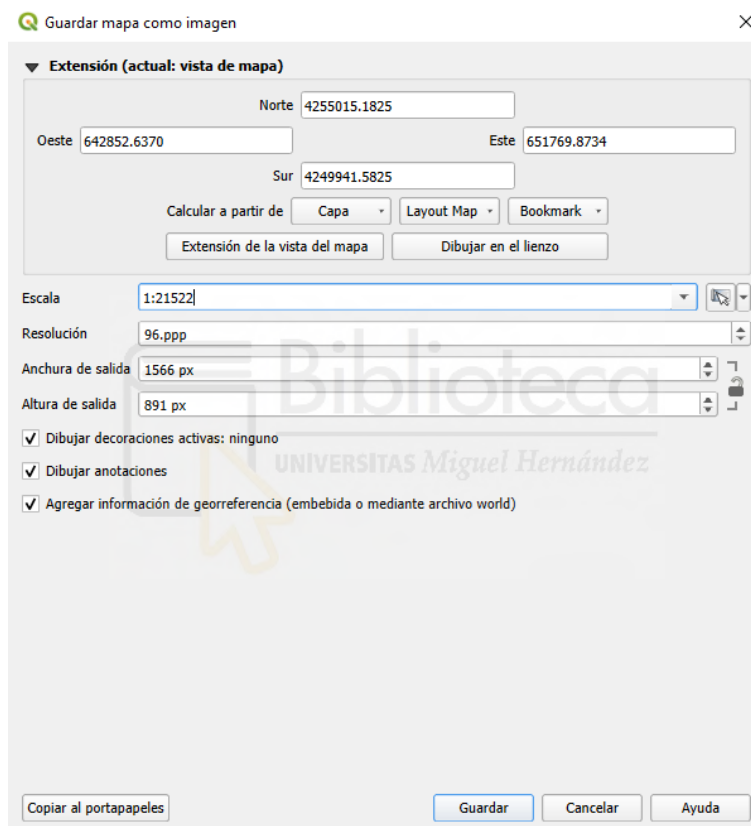 Guardar mapa como imagen
Extensión (actual: vista de mapa)
Norte 4255015.1825
Oeste 642852.6370 Este 651769.8734
Sur 4249941.5825
Calcular a partir de Capa Layout Map Bookmark
Extensión de la vista del mapa Dibujar en el lienzo
Escala 1:21522
Resolución 96.ppp
Anchura de salida 1566 px
Altura de salida 891 px
Dibujar decoraciones activas: ninguno
Dibujar anotaciones
Agregar información de georreferencia (embebida o mediante archivo world)
Biblioteca
UNIVERSITAS Miguel Hernández
Copiar al portapapeles Guardar Cancelar Ayuda